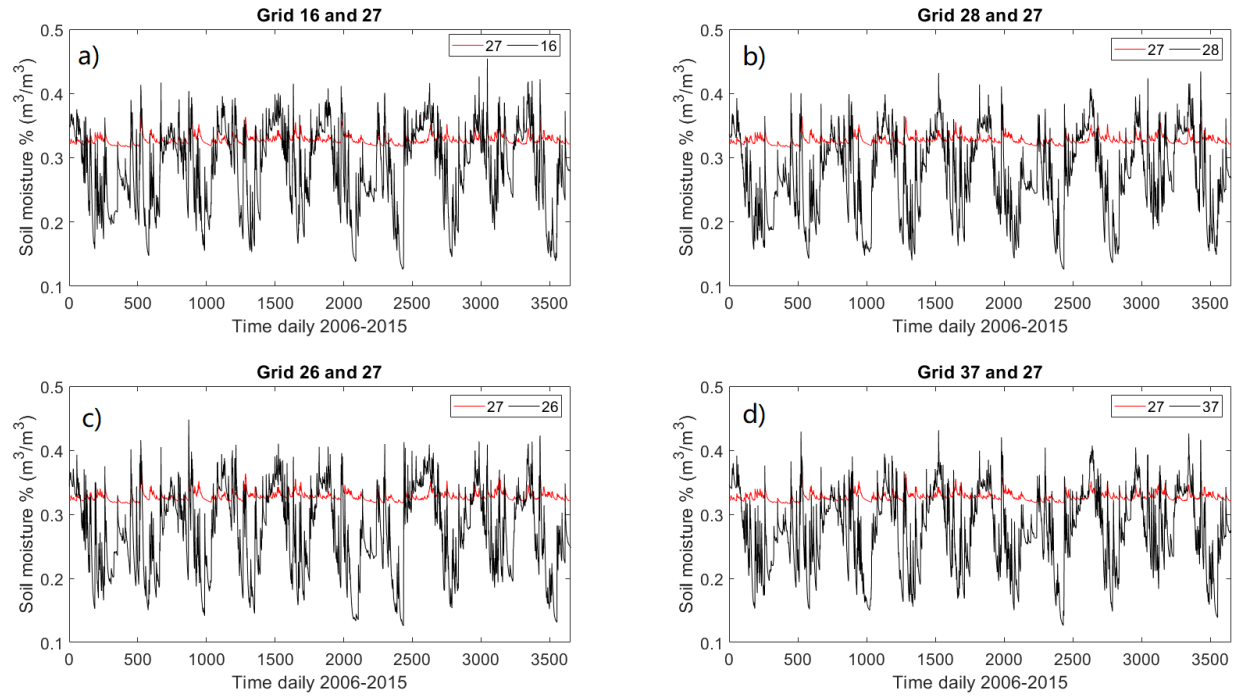 Grid 16 and 27
a)
27 16
Soil moisture % (m³/m³)
0.5
0.4
0.3
0.2
0.1
0 500 1000 1500 2000 2500 3000 3500
Time daily 2006-2015
Grid 28 and 27
b)
27 28
Soil moisture % (m³/m³)
0.5
0.4
0.3
0.2
0.1
0 500 1000 1500 2000 2500 3000 3500
Time daily 2006-2015
Grid 26 and 27
c)
27 26
Soil moisture % (m³/m³)
0.5
0.4
0.3
0.2
0.1
0 500 1000 1500 2000 2500 3000 3500
Time daily 2006-2015
Grid 37 and 27
d)
27 37
Soil moisture % (m³/m³)
0.5
0.4
0.3
0.2
0.1
0 500 1000 1500 2000 2500 3000 3500
Time daily 2006-2015